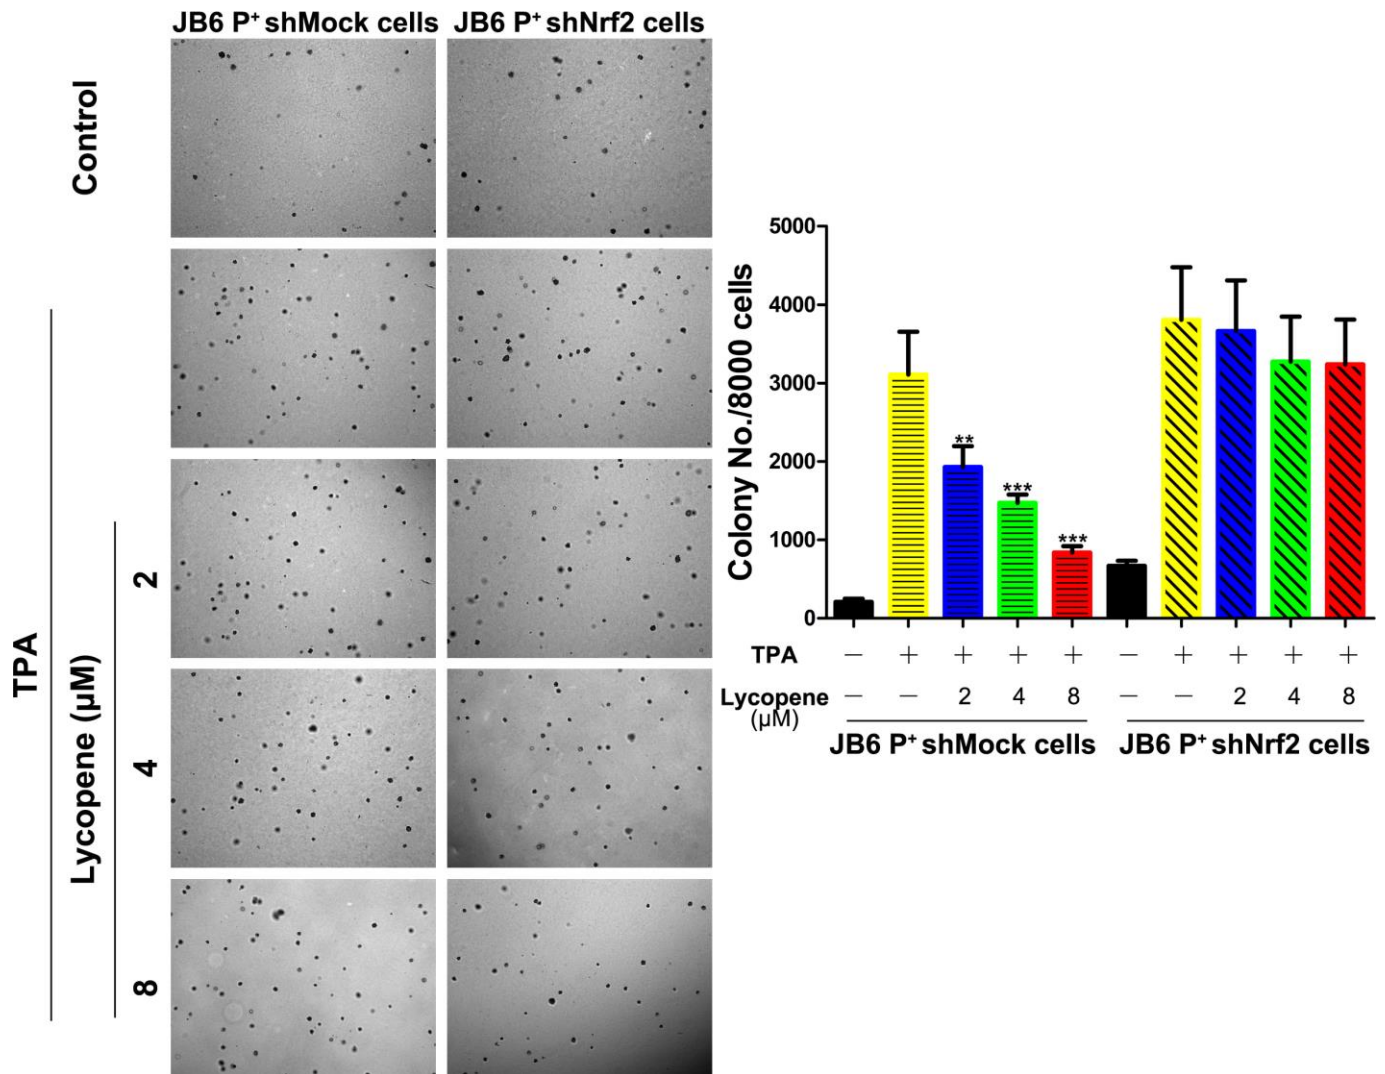 JB6 P⁺ shMock cells JB6 P⁺ shNrf2 cells
Control
TPA
Lycopene (µM)
2
4
8
Colony No./8000 cells
5000
4000
3000
2000
1000
0
**
***
***
TPA − + + + + − + + + +
Lycopene − − 2 4 8 − − 2 4 8
(µM)
JB6 P⁺ shMock cells JB6 P⁺ shNrf2 cells